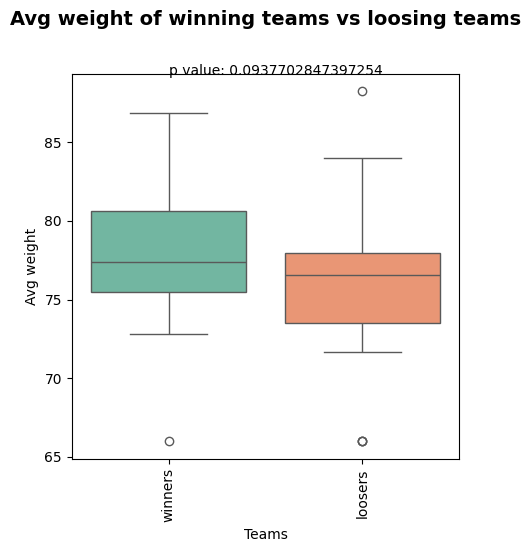 Avg weight of winning teams vs loosing teams
p value: 0.0937702847397254
85
80
75
70
65
Avg weight
winners
loosers
Teams